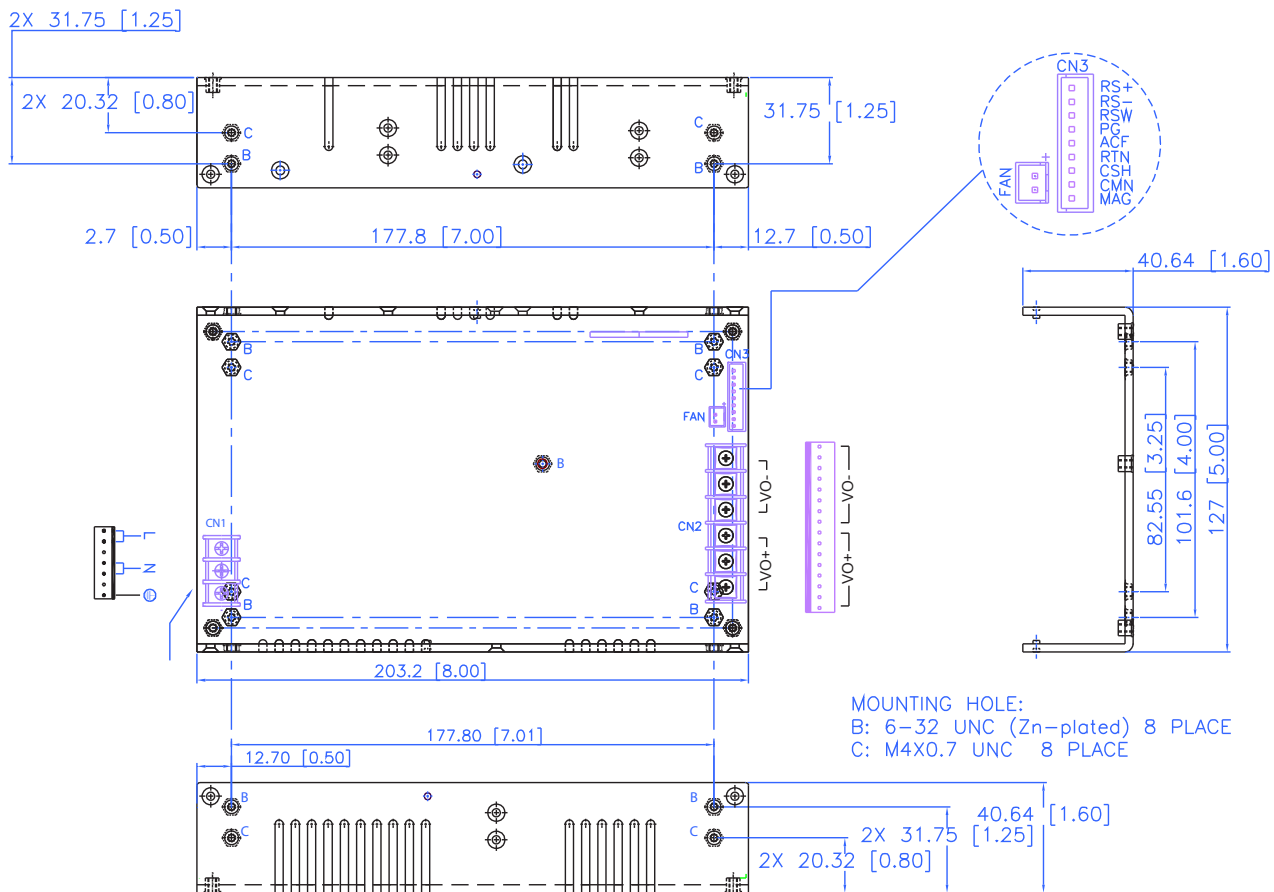 2X 31.75 [1.25]
2X 20.32 [0.80]
C
B
C
B
31.75 [1.25]
2.7 [0.50]
177.8 [7.00]
12.7 [0.50]
CN3
RS+
RS-
RSW
PG
ACF
RTN
CSH
CMN
MAG
FAN
+
40.64 [1.60]
B
C
B
C
CN3
+
FAN
B
CN1
CN2
VO-
VO+
VO-
VO+
L
N
C
B
C
B
82.55 [3.25]
101.6 [4.00]
127 [5.00]
203.2 [8.00]
MOUNTING HOLE:
B: 6-32 UNC (Zn-plated) 8 PLACE
C: M4X0.7 UNC 8 PLACE
177.80 [7.01]
12.70 [0.50]
B
C
B
C
40.64 [1.60]
2X 31.75 [1.25]
2X 20.32 [0.80]